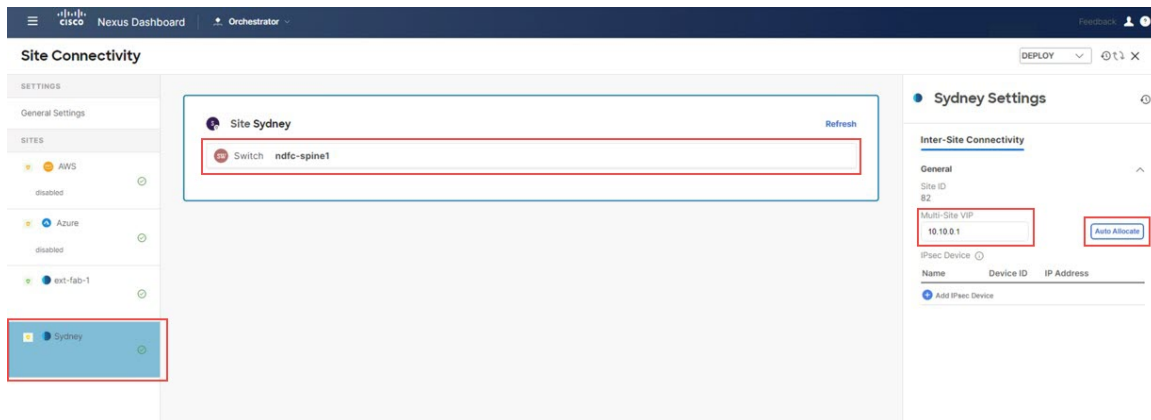 cisco Nexus Dashboard Orchestrator Feedback
Site Connectivity DEPLOY
SETTINGS
General Settings
SITES
AWS
disabled
Azure
disabled
ext-fab-1
Sydney
Site Sydney Refresh
Switch ndfc-spine1
Sydney Settings
Inter-Site Connectivity
General
Site ID
82
Multi-Site VIP
10.10.0.1 Auto Allocate
IPsec Device
Name Device ID IP Address
Add IPsec Device